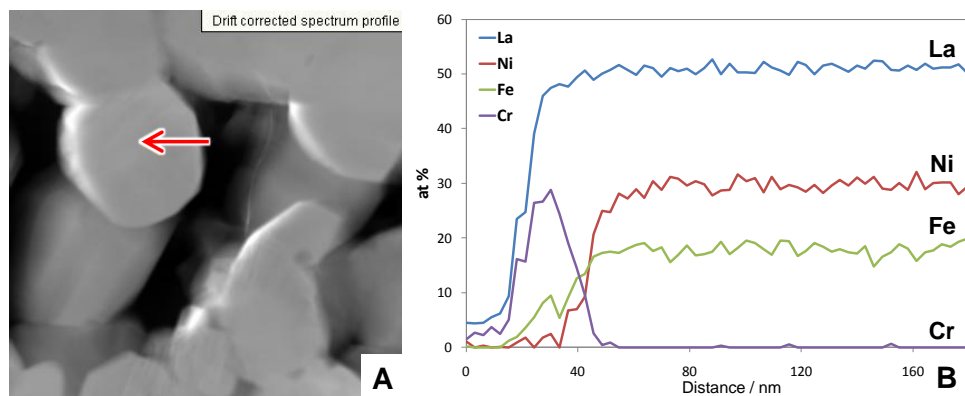 Drift corrected spectrum profile
A
60
50
40
30
20
10
0
at %
La
Ni
Fe
Cr
La
Ni
Fe
Cr
0 40 80 120 160
Distance / nm
B